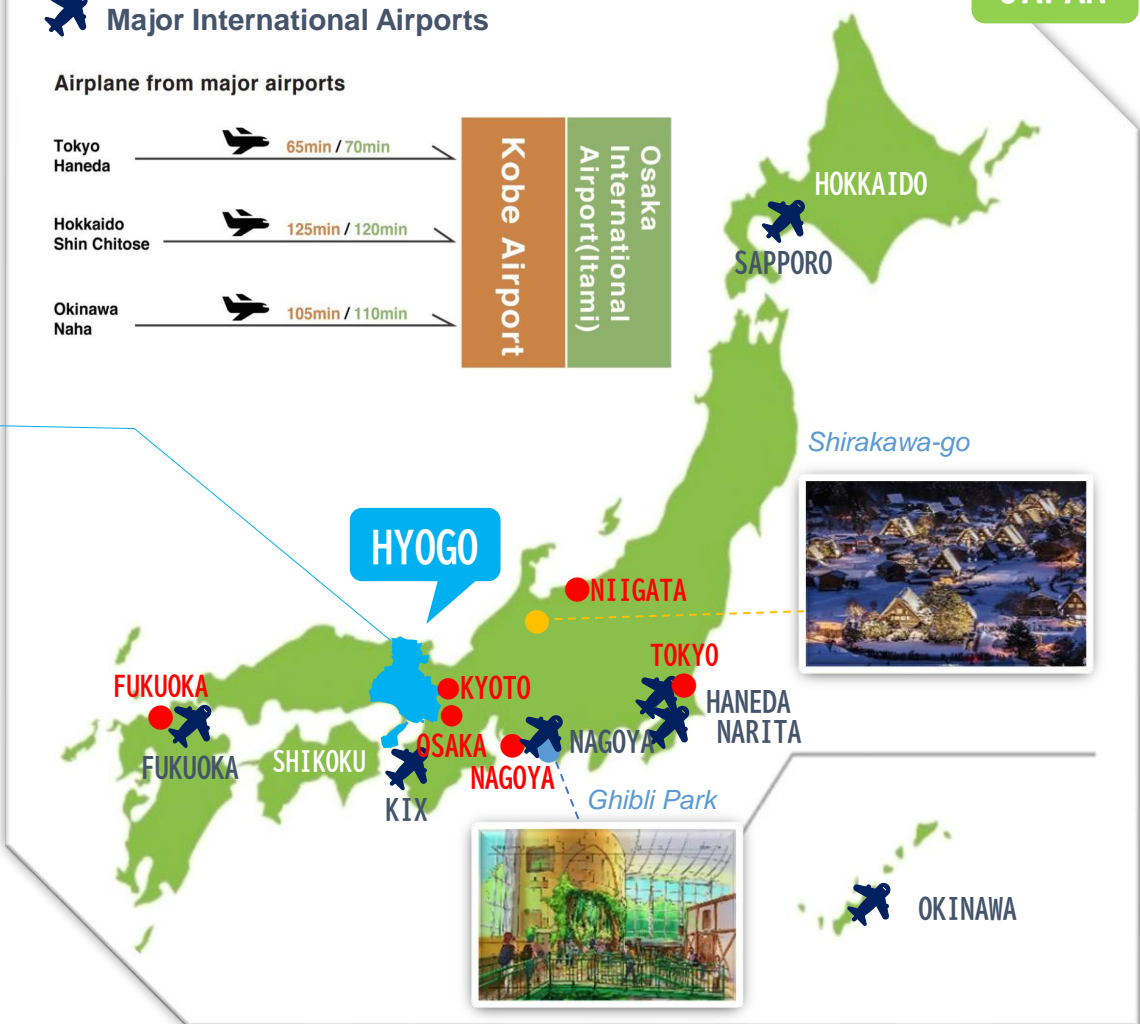 Major International Airports
Airplane from major airports
Tokyo
Haneda
65min / 70min
Hokkaido
Shin Chitose
125min / 120min
Okinawa
Naha
105min / 110min
Kobe Airport
Osaka
International
Airport(Itami)
HOKKAIDO
SAPPORO
Shirakawa-go
HYOGO
NIIGATA
TOKYO
FUKUOKA
KYOTO
HANEDA
NARITA
NAGOYA
OSAKA
SHIKOKU
FUKUOKA
NAGOYA
KIX
Ghibli Park
OKINAWA